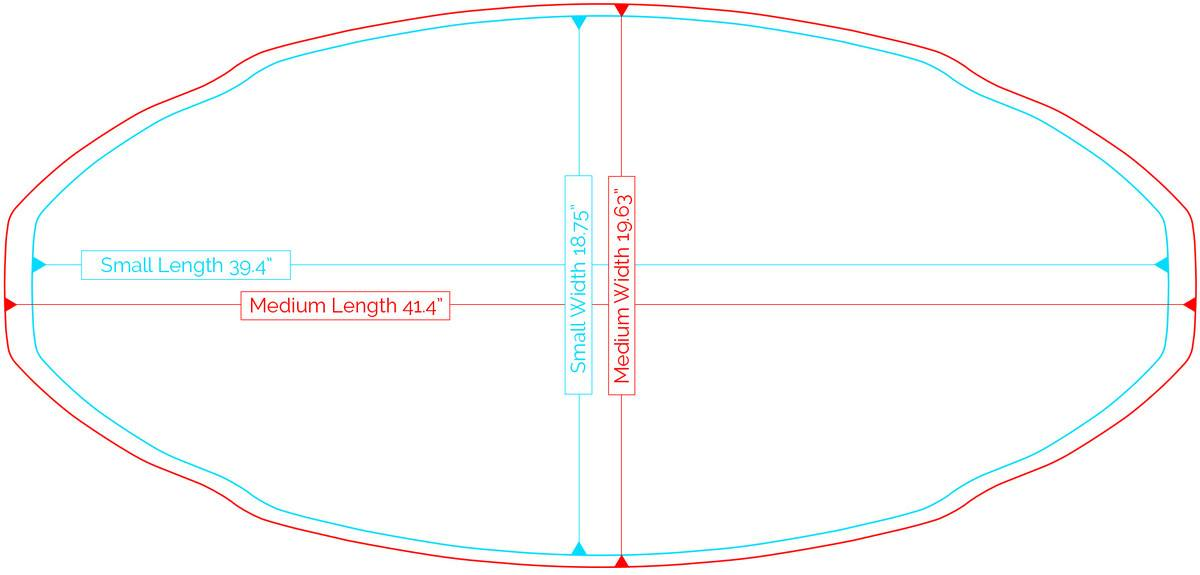 Small Length 39.4”
Medium Length 41.4”
Small Width 18.75”
Medium Width 19.63”